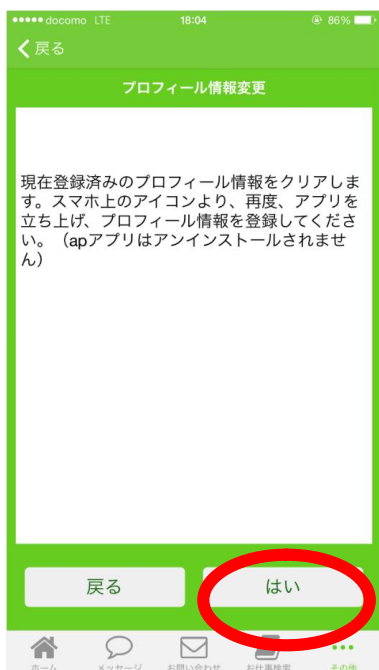 docomo LTE 18:04 86%
戻る
プロフィール情報変更
現在登録済みのプロフィール情報をクリアしま
す。スマホ上のアイコンより、再度、アプリを
立ち上げ、プロフィール情報を登録してくださ
い。（apアプリはアンインストールされませ
ん）
戻る はい
ホーム メッセージ お問い合わせ お仕事検索 その他